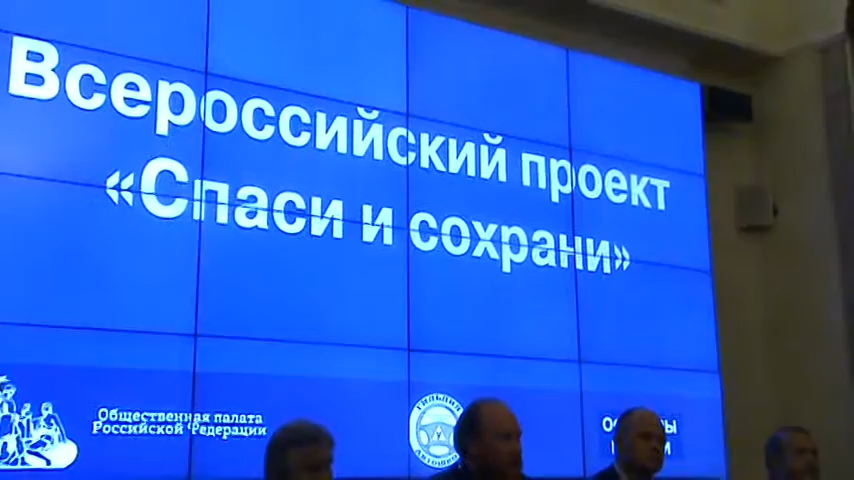 Всероссийский проект
«Спаси и сохрани»
Общественная палата
Российской Федерации